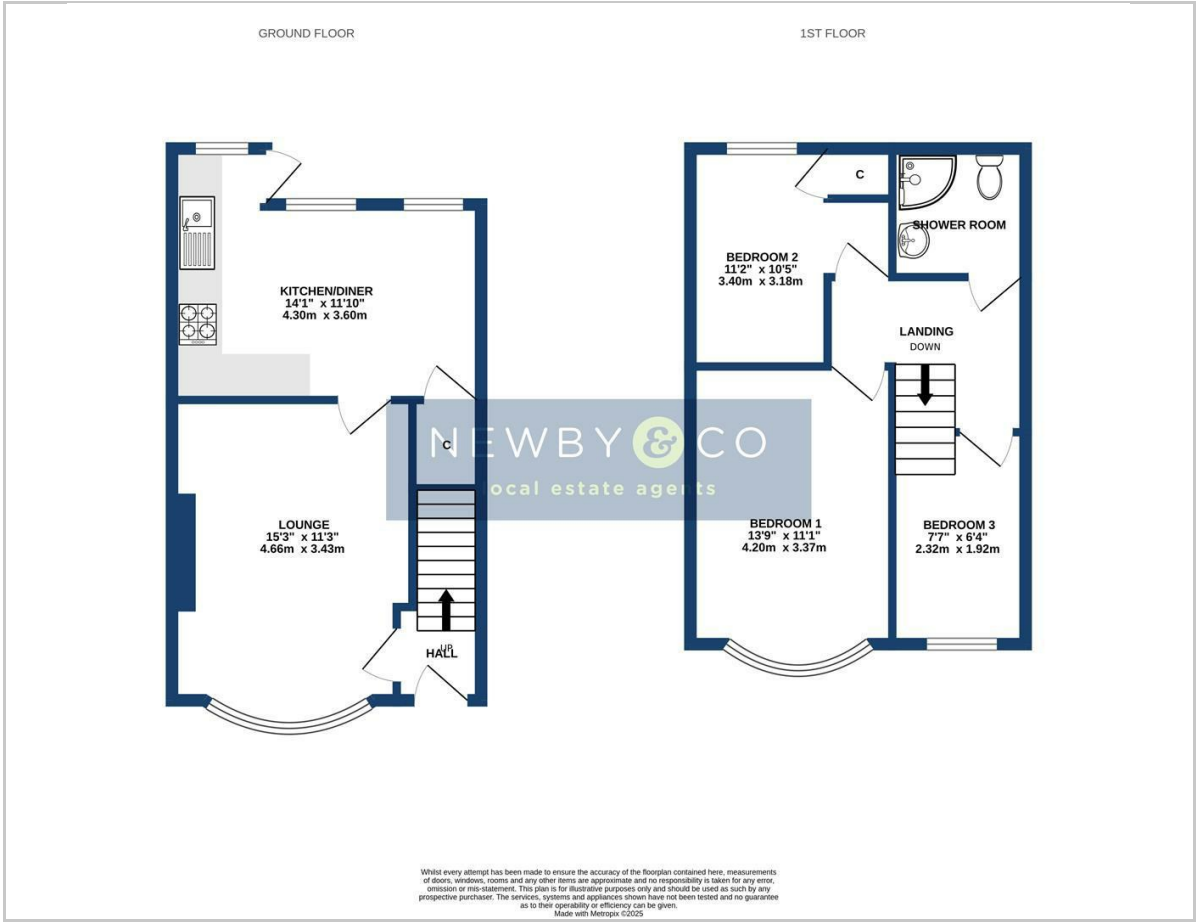 GROUND FLOOR
1ST FLOOR
KITCHEN/DINER
14'1" x 11'10"
4.30m x 3.60m
LOUNGE
15'3" x 11'3"
4.66m x 3.43m
C
UP
HALL
C
BEDROOM 2
11'2" x 10'5"
3.40m x 3.18m
SHOWER ROOM
LANDING
DOWN
BEDROOM 1
13'9" x 11'1"
4.20m x 3.37m
BEDROOM 3
7'7" x 6'4"
2.32m x 1.92m
NEWBY & CO
local estate agents
Whilst every attempt has been made to ensure the accuracy of the floorplan contained here, measurements
of doors, windows, rooms and any other items are approximate and no responsibility is taken for any error,
omission or mis-statement. This plan is for illustrative purposes only and should be used as such by any
prospective purchaser. The services, systems and appliances shown have not been tested and no guarantee
as to their operability or efficiency can be given.
Made with Metropix ©2025